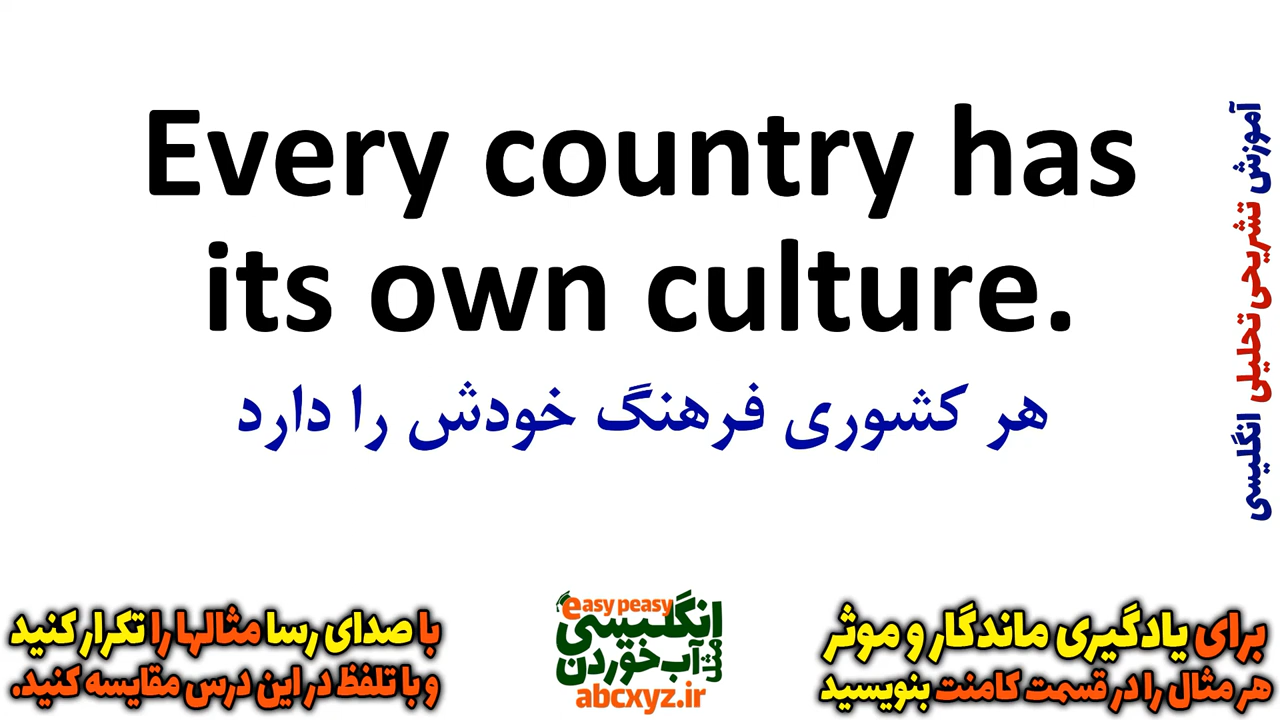 Every country has
its own culture.
هر کشوری فرهنگ خودش را دارد
آموزش تشریحی تحلیلی انگلیسی
برای یادگیری ماندگار و موثر
هر مثال را در قسمت کامنت بنویسید
easy peasy
انگلیسی
مثل آب خوردن
abcxyz.ir
با صدای رسا مثالها را تکرار کنید
و با تلفظ در این درس مقایسه کنید.